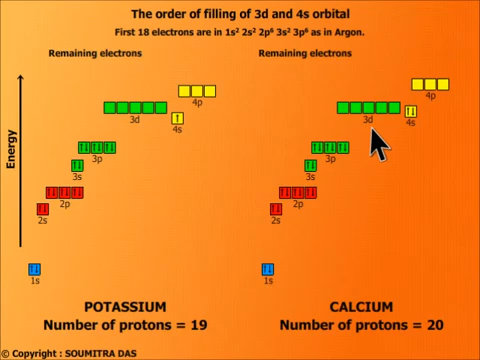 The order of filling of 3d and 4s orbital
First 18 electrons are in 1s² 2s² 2p⁶ 3s² 3p⁶ as in Argon.
Remaining electrons
Remaining electrons
4p
4p
3d
4s
3d
4s
3p
3p
3s
3s
2p
2p
2s
2s
1s
1s
Energy
POTASSIUM
Number of protons = 19
CALCIUM
Number of protons = 20
© Copyright : SOUMITRA DAS